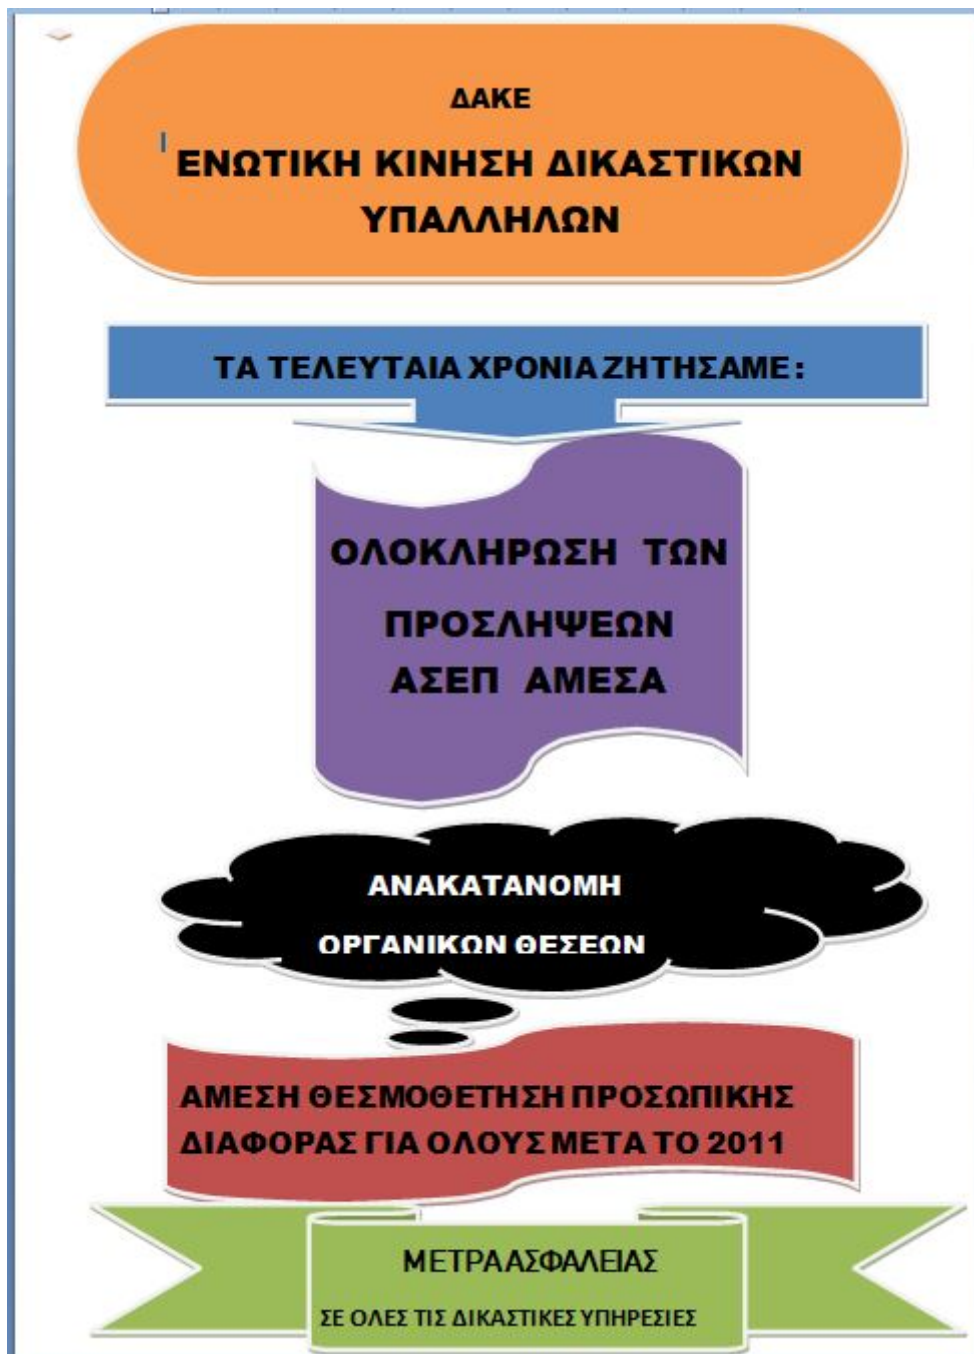 ΔΑΚΕ
ΕΝΩΤΙΚΗ ΚΙΝΗΣΗ ΔΙΚΑΣΤΙΚΩΝ
ΥΠΑΛΛΗΛΩΝ
ΤΑ ΤΕΛΕΥΤΑΙΑ ΧΡΟΝΙΑ ΖΗΤΗΣΑΜΕ :
ΟΛΟΚΛΗΡΩΣΗ ΤΩΝ
ΠΡΟΣΛΗΨΕΩΝ
ΑΣΕΠ ΑΜΕΣΑ
ΑΝΑΚΑΤΑΝΟΜΗ
ΟΡΓΑΝΙΚΩΝ ΘΕΣΕΩΝ
ΑΜΕΣΗ ΘΕΣΜΟΘΕΤΗΣΗ ΠΡΟΣΩΠΙΚΗΣ
ΔΙΑΦΟΡΑΣ ΓΙΑ ΟΛΟΥΣ ΜΕΤΑ ΤΟ 2011
ΜΕΤΡΑ ΑΣΦΑΛΕΙΑΣ
ΣΕ ΟΛΕΣ ΤΙΣ ΔΙΚΑΣΤΙΚΕΣ ΥΠΗΡΕΣΙΕΣ